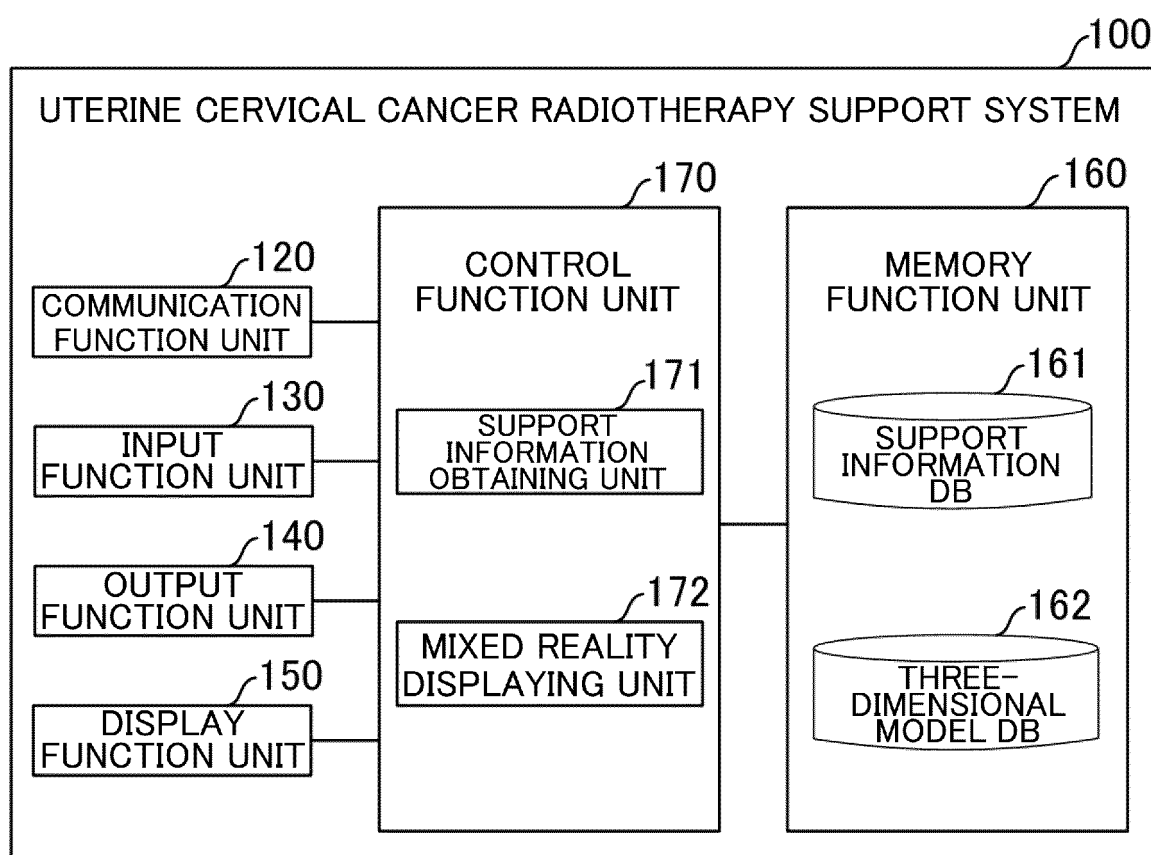 100
UTERINE CERVICAL CANCER RADIOTHERAPY SUPPORT SYSTEM
120
COMMUNICATION
FUNCTION UNIT
130
INPUT
FUNCTION UNIT
140
OUTPUT
FUNCTION UNIT
150
DISPLAY
FUNCTION UNIT
170
CONTROL
FUNCTION UNIT
171
SUPPORT
INFORMATION
OBTAINING UNIT
172
MIXED REALITY
DISPLAYING UNIT
160
MEMORY
FUNCTION UNIT
161
SUPPORT
INFORMATION
DB
162
THREE-
DIMENSIONAL
MODEL DB